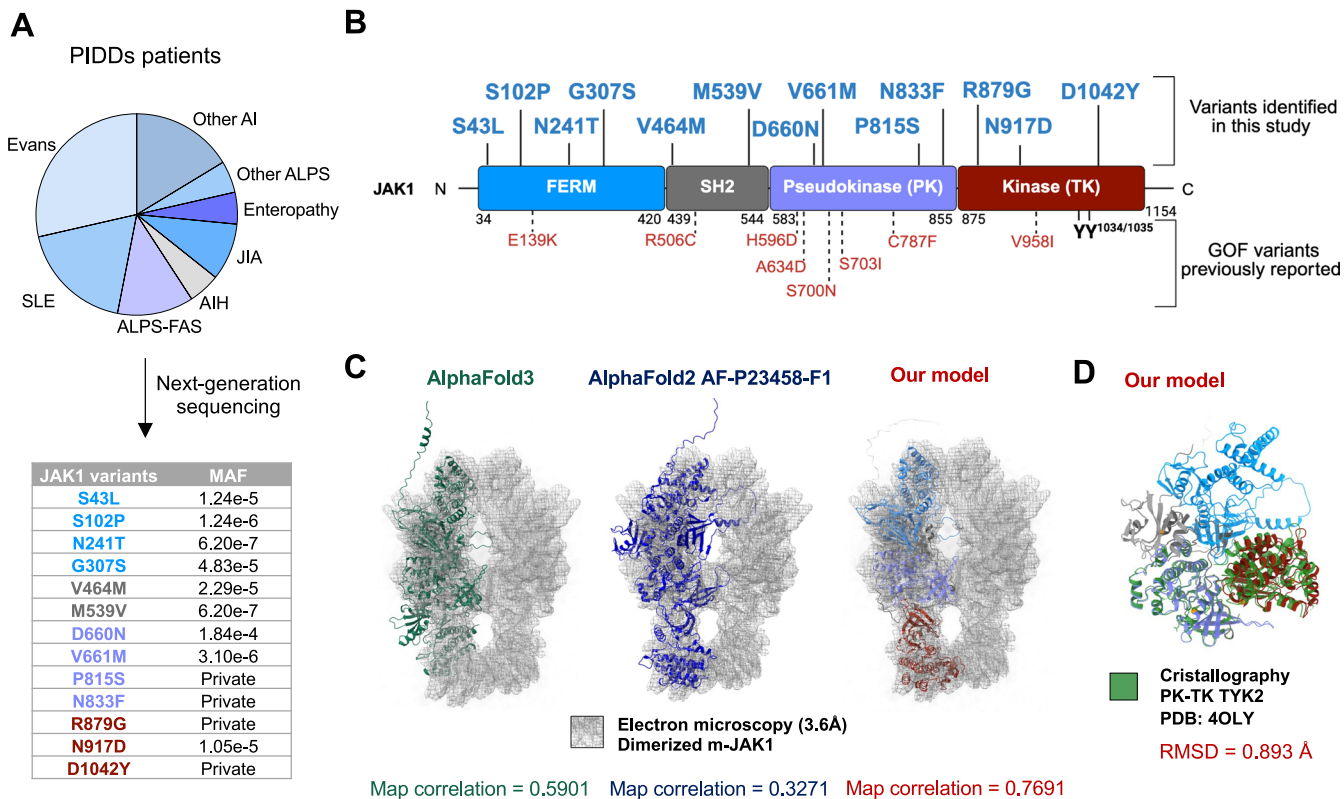 A
PIDDs patients
Other AI
Other ALPS
Enteropathy
JIA
AIH
ALPS-FAS
SLE
Evans
Next-generation
sequencing
JAK1 variants MAF
S43L 1.24e-5
S102P 1.24e-6
N241T 6.20e-7
G307S 4.83e-5
V464M 2.29e-5
M539V 6.20e-7
D660N 1.84e-4
V661M 3.10e-6
P815S Private
N833F Private
R879G Private
N917D 1.05e-5
D1042Y Private
B
S102P G307S M539V V661M N833F R879G D1042Y
S43L N241T V464M D660N P815S N917D
Variants identified
in this study
JAK1 N FERM SH2 Pseudokinase (PK) Kinase (TK) C
34 420 439 544 583 855 875 1154
E139K R506C H596D C787F V958I YY1034/1035
A634D S703I
S700N
GOF variants
previously reported
C
AlphaFold3 AlphaFold2 AF-P23458-F1 Our model
Electron microscopy (3.6Å)
Dimerized m-JAK1
Map correlation = 0.5901 Map correlation = 0.3271 Map correlation = 0.7691
D
Our model
Cristallography
PK-TK TYK2
PDB: 4OLY
RMSD = 0.893 Å